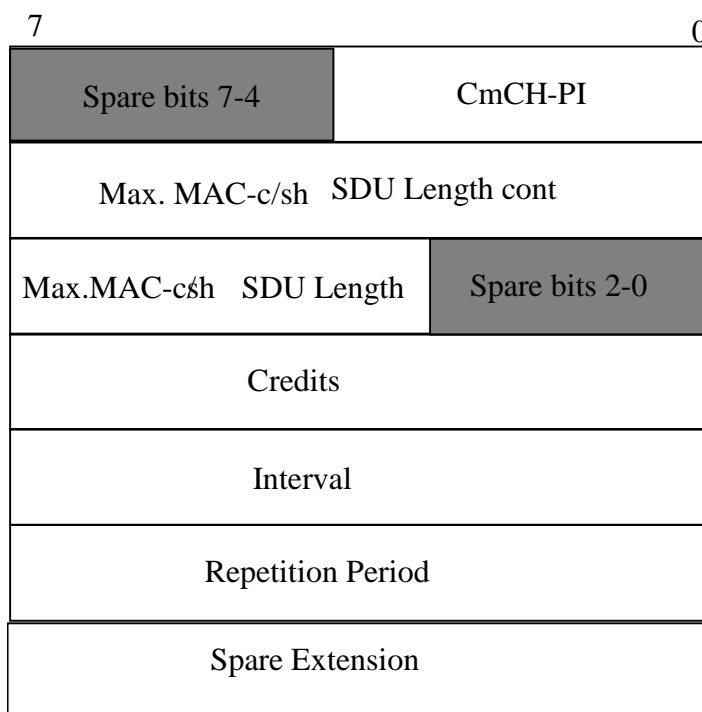 7 0
Spare bits 7-4 CmCH-PI
Max. MAC-c/sh SDU Length cont
Max.MAC-c/sh SDU Length Spare bits 2-0
Credits
Interval
Repetition Period
Spare Extension